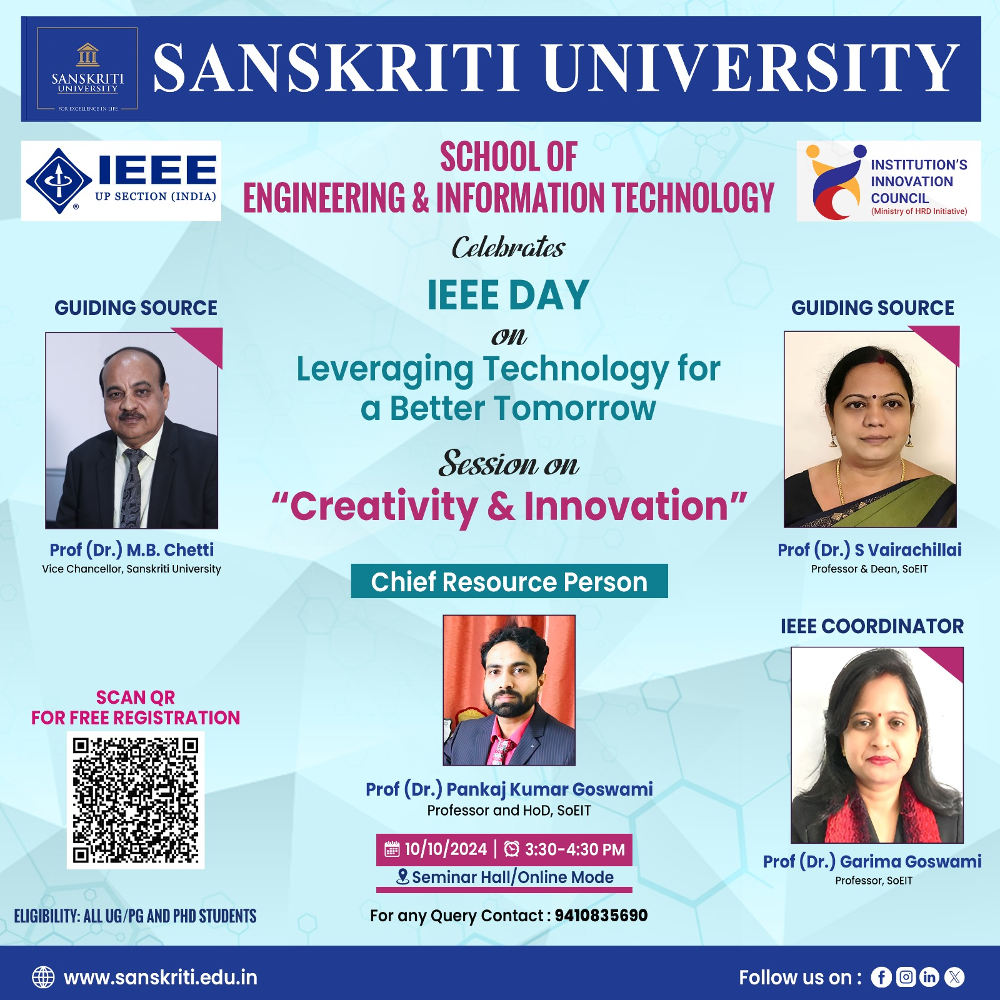 SANSKRITI
UNIVERSITY
FOR EXCELLENCE IN LIFE
SANSKRITI UNIVERSITY
IEEE
UP SECTION (INDIA)
®
SCHOOL OF
ENGINEERING & INFORMATION TECHNOLOGY
INSTITUTION'S
INNOVATION
COUNCIL
(Ministry of HRD Initiative)
Celebrates
IEEE DAY
on
Leveraging Technology for
a Better Tomorrow
Session on
“Creativity & Innovation”
GUIDING SOURCE
Prof (Dr.) M.B. Chetti
Vice Chancellor, Sanskriti University
GUIDING SOURCE
Prof (Dr.) S Vairachillai
Professor & Dean, SoEIT
Chief Resource Person
Prof (Dr.) Pankaj Kumar Goswami
Professor and HoD, SoEIT
IEEE COORDINATOR
Prof (Dr.) Garima Goswami
Professor, SoEIT
SCAN QR
FOR FREE REGISTRATION
10/10/2024 | 3:30-4:30 PM
Seminar Hall/Online Mode
ELIGIBILITY: ALL UG/PG AND PHD STUDENTS
For any Query Contact : 9410835690
www.sanskriti.edu.in
Follow us on :